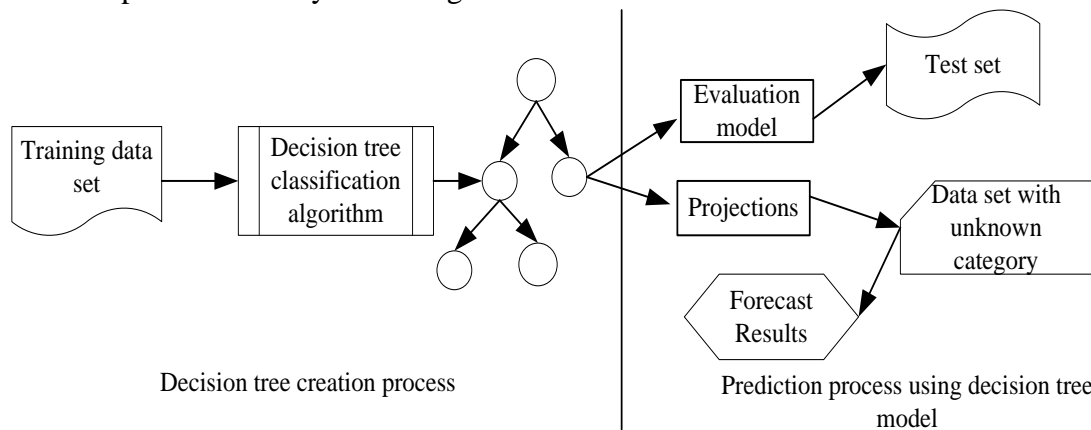 Training data
set
Decision tree
classification
algorithm
Evaluation
model
Test set
Projections
Data set with
unknown
category
Forecast
Results
Decision tree creation process
Prediction process using decision tree
model